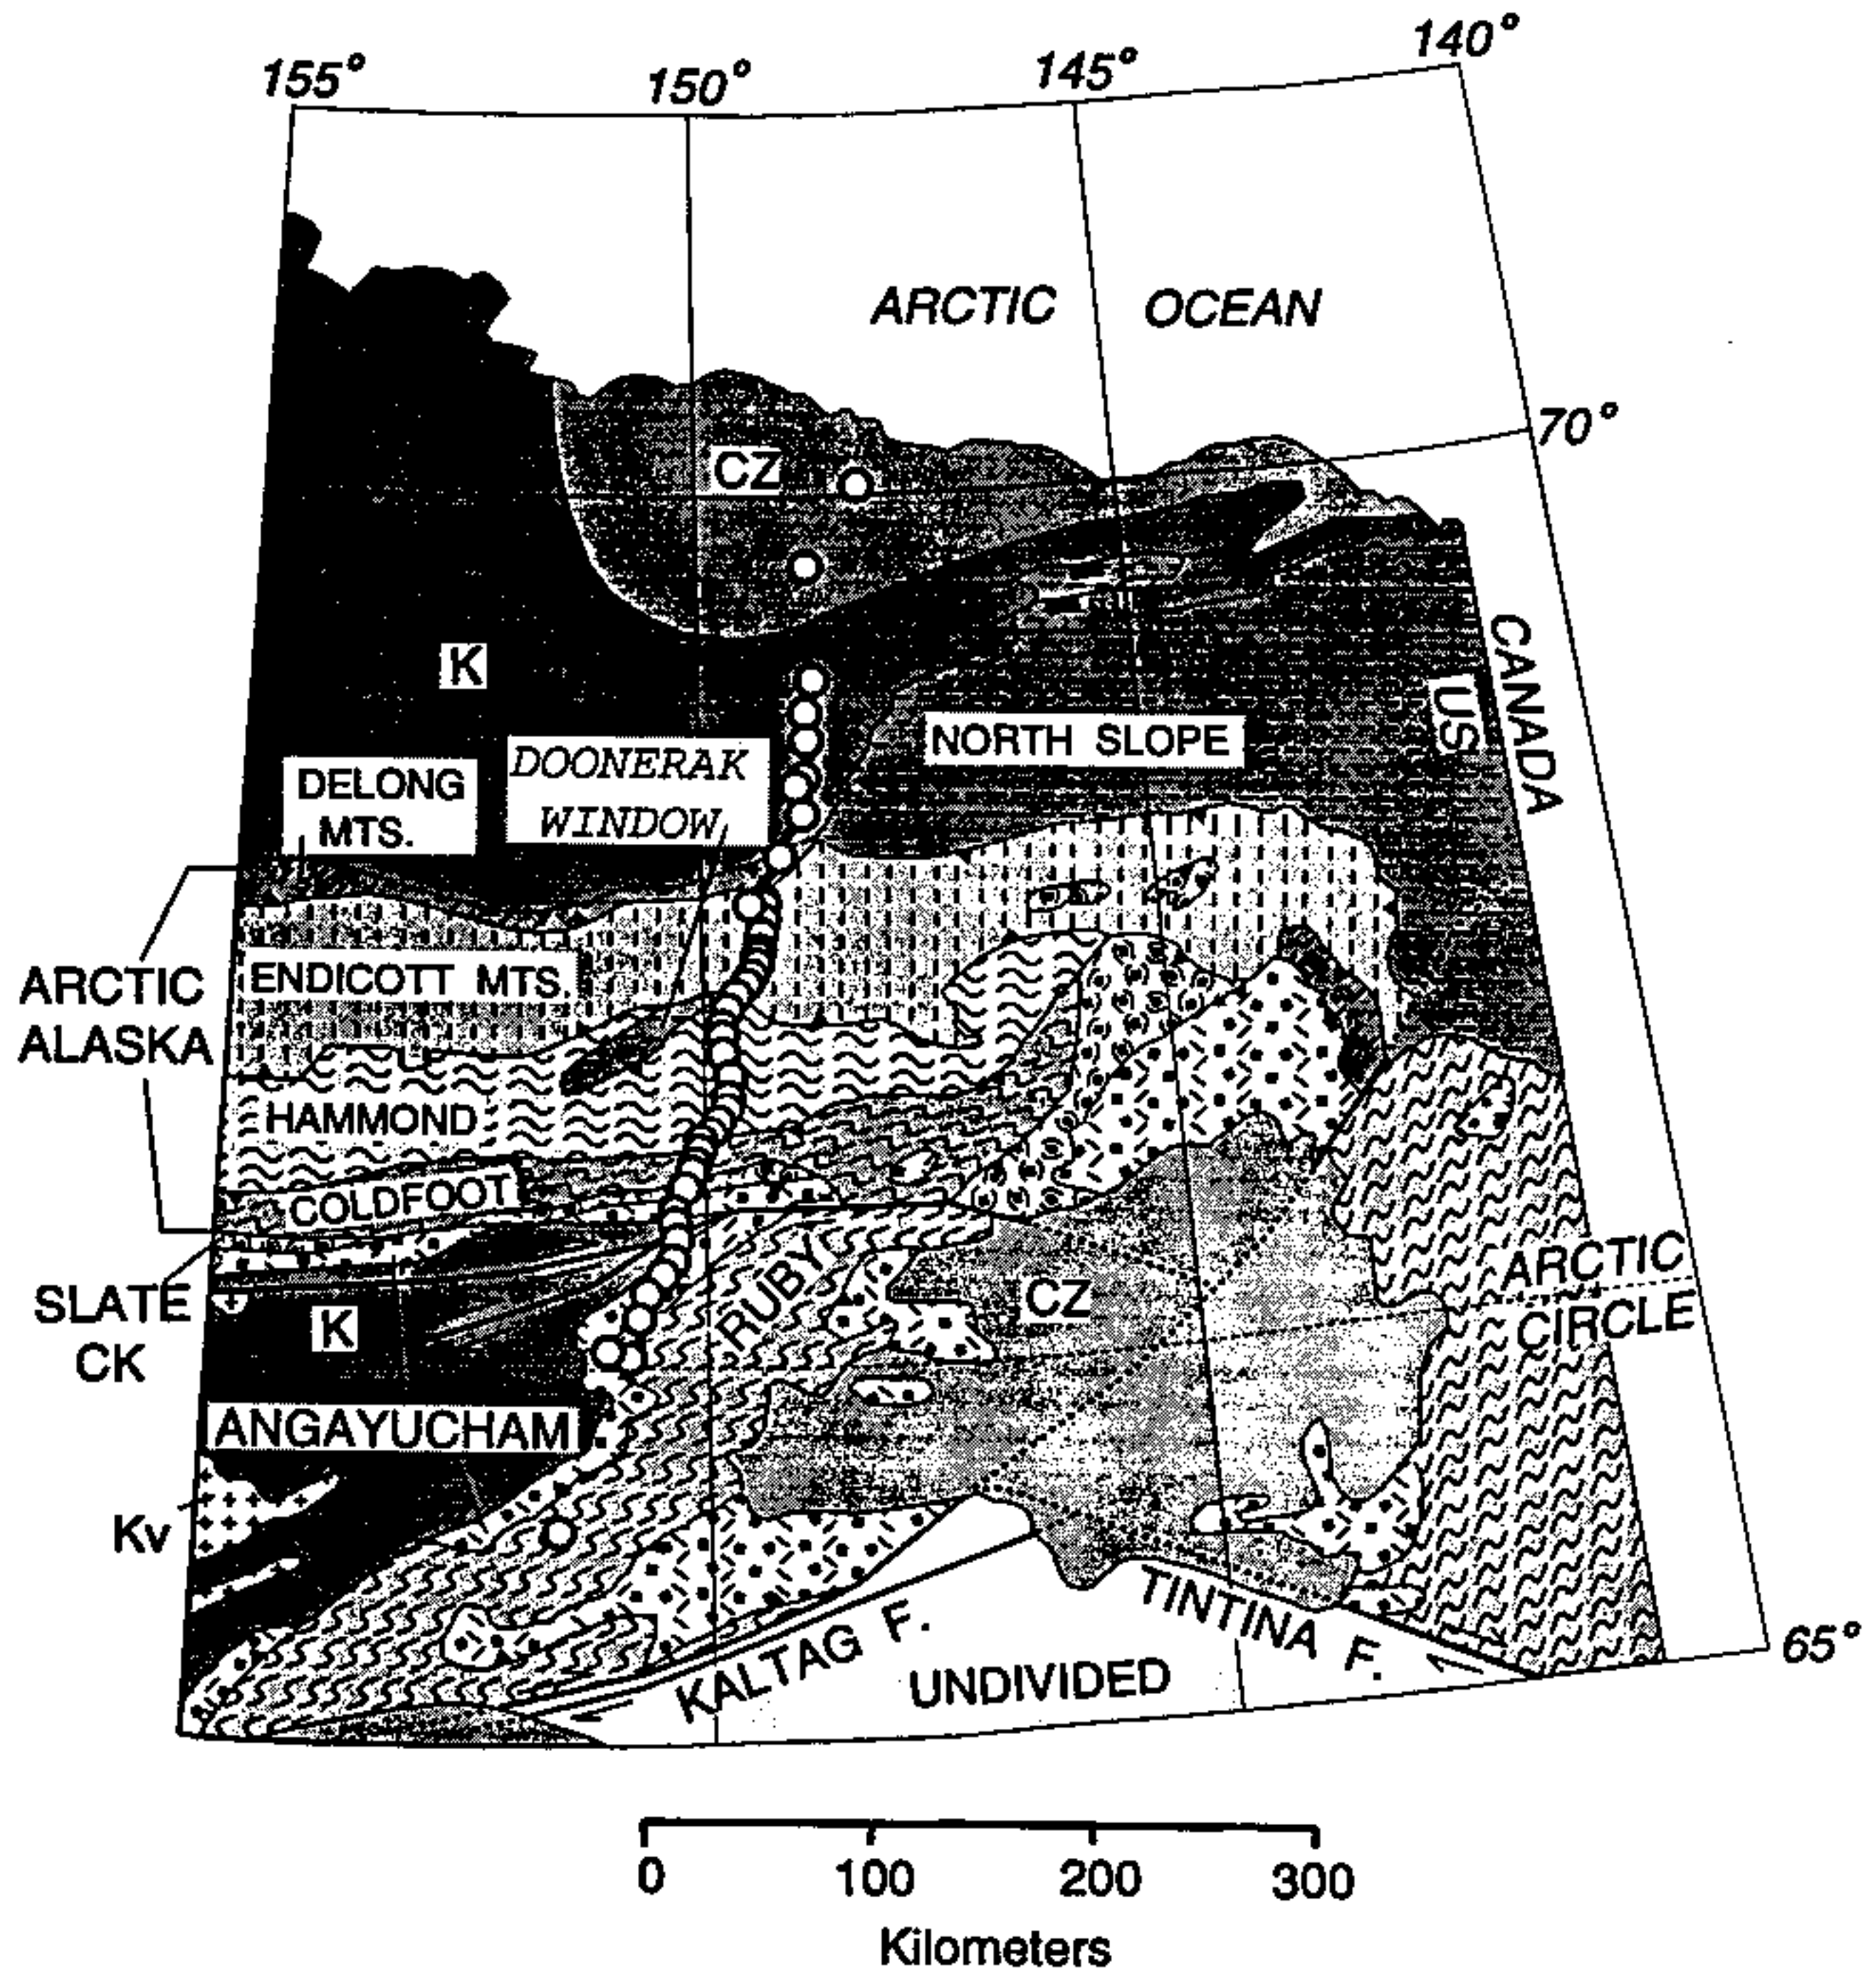 155°
150°
145°
140°
ARCTIC OCEAN
70°
CZ
K
CANADA
US
NORTH SLOPE
DOONERAK
WINDOW
DELONG
MTS.
ARCTIC
ALASKA
ENDICOTT MTS.
HAMMOND
COLDFOOT
SLATE
CK
K
RUBY
CZ
ARCTIC
CIRCLE
ANGAYUCHAM
Kv
KALTAG F.
TINTINA F.
UNDIVIDED
65°
0 100 200 300
Kilometers